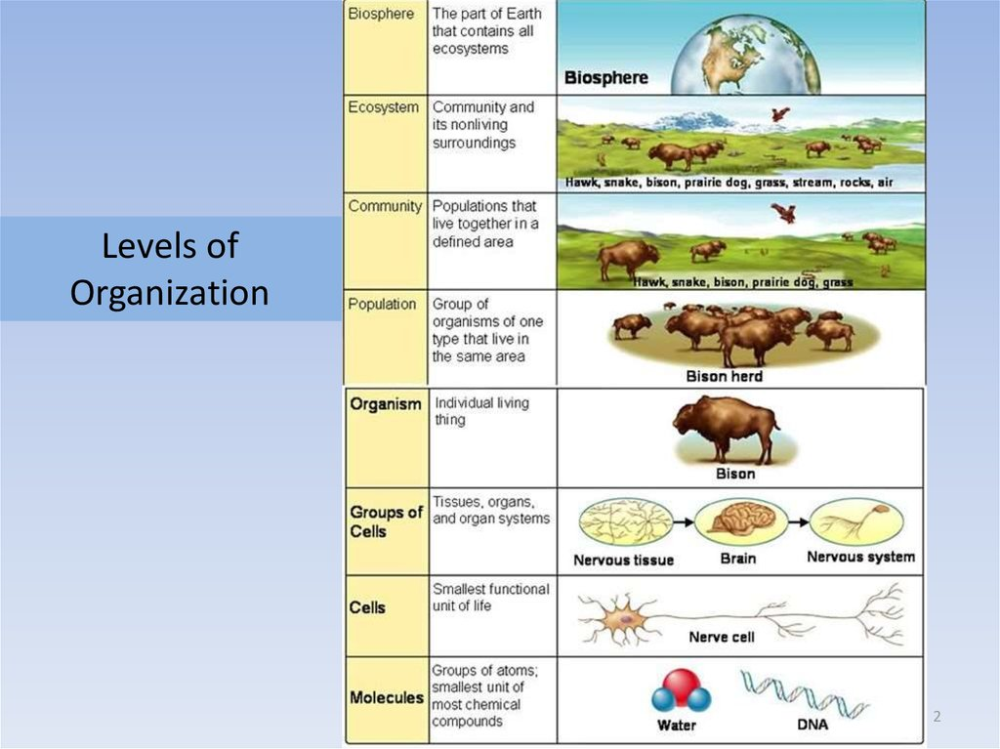 Levels of
Organization
Biosphere
The part of Earth
that contains all
ecosystems
Biosphere
Ecosystem
Community and
its nonliving
surroundings
Hawk, snake, bison, prairie dog, grass, stream, rocks, air
Community
Populations that
live together in a
defined area
Hawk, snake, bison, prairie dog, grass
Population
Group of
organisms of one
type that live in
the same area
Bison herd
Organism
Individual living
thing
Bison
Groups of
Cells
Tissues, organs,
and organ systems
Nervous tissue
Brain
Nervous system
Cells
Smallest functional
unit of life
Nerve cell
Molecules
Groups of atoms;
smallest unit of
most chemical
compounds
Water
DNA
2